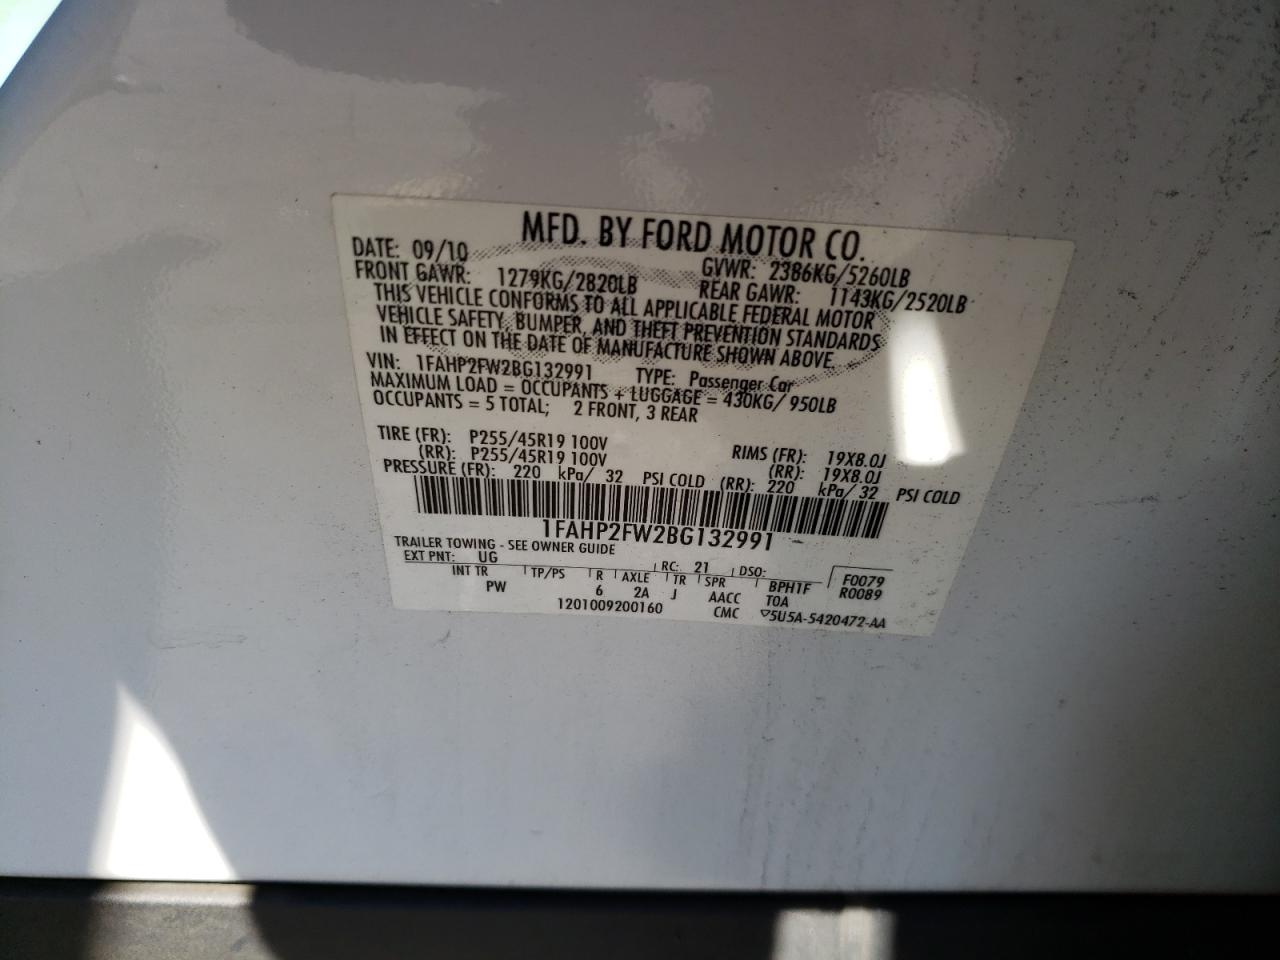 MFD. BY FORD MOTOR CO.
DATE: 09/10 GVWR: 2386KG/5260LB
FRONT GAWR: 1279KG/2820LB REAR GAWR: 1143KG/2520LB
THIS VEHICLE CONFORMS TO ALL APPLICABLE FEDERAL MOTOR
VEHICLE SAFETY, BUMPER, AND THEFT PREVENTION STANDARDS
IN EFFECT ON THE DATE OF MANUFACTURE SHOWN ABOVE.
VIN: 1FAHP2FW2BG132991 TYPE: Passenger Car
MAXIMUM LOAD = OCCUPANTS + LUGGAGE = 430KG/ 950LB
OCCUPANTS = 5 TOTAL; 2 FRONT, 3 REAR
TIRE (FR): P255/45R19 100V RIMS (FR): 19X8.0J
(RR): P255/45R19 100V (RR): 19X8.0J
PRESSURE (FR): 220 kPa/ 32 PSI COLD (RR): 220 kPa/ 32 PSI COLD
1FAHP2FW2BG132991
TRAILER TOWING - SEE OWNER GUIDE
EXT PNT: UG RC: 21 DSO: F0079
INT TR TP/PS R AXLE TR SPR BPH1F R0089
PW 6 2A J AACC TOA
1201009200160 CMC ▽5U5A-5420472-AA